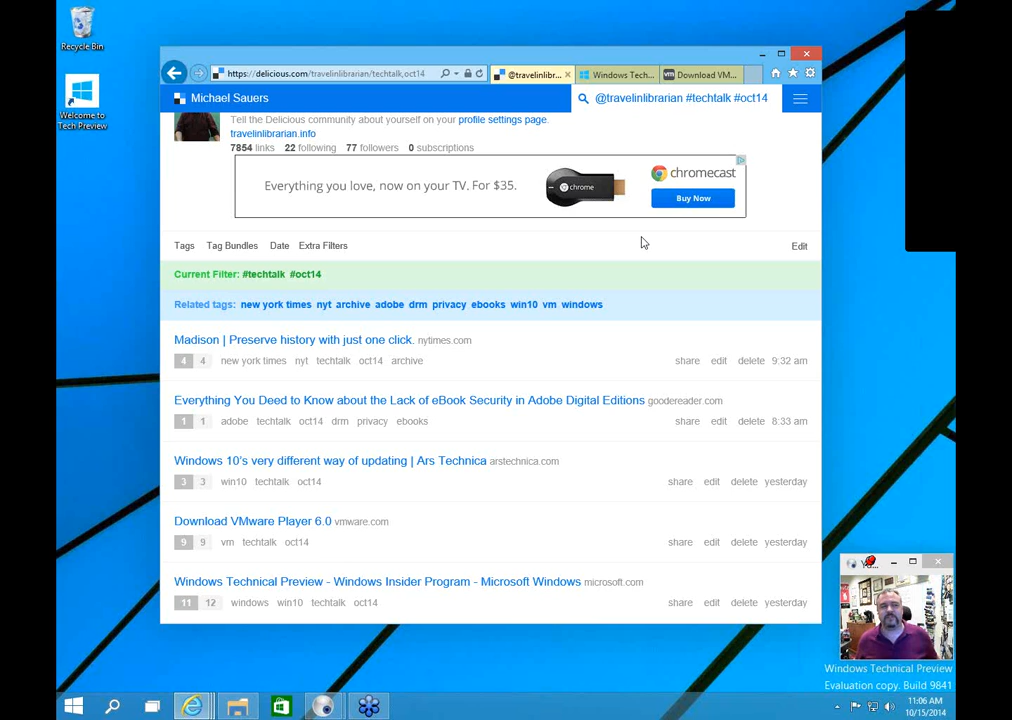 Recycle Bin
Welcome to
Tech Preview
https://delicious.com/travelinlibrarian/techtalk,oct14
@travelinlibr...
Windows Tech...
Download VM...
Michael Sauers
@travelinlibrarian #techtalk #oct14
Tell the Delicious community about yourself on your profile settings page.
travelinlibrarian.info
7854 links 22 following 77 followers 0 subscriptions
Everything you love, now on your TV. For $35.
chrome
chromecast
Buy Now
Tags Tag Bundles Date Extra Filters Edit
Current Filter: #techtalk #oct14
Related tags: new york times nyt archive adobe drm privacy ebooks win10 vm windows
Madison | Preserve history with just one click. nytimes.com
4 4 new york times nyt techtalk oct14 archive share edit delete 9:32 am
Everything You Deed to Know about the Lack of eBook Security in Adobe Digital Editions goodereader.com
1 1 adobe techtalk oct14 drm privacy ebooks share edit delete 8:33 am
Windows 10's very different way of updating | Ars Technica arstechnica.com
3 3 win10 techtalk oct14 share edit delete yesterday
Download VMware Player 6.0 vmware.com
9 9 vm techtalk oct14 share edit delete yesterday
Windows Technical Preview - Windows Insider Program - Microsoft Windows microsoft.com
11 12 windows win10 techtalk oct14 share edit delete yesterday
Windows Technical Preview
Evaluation copy. Build 9841
11:06 AM
10/15/2014